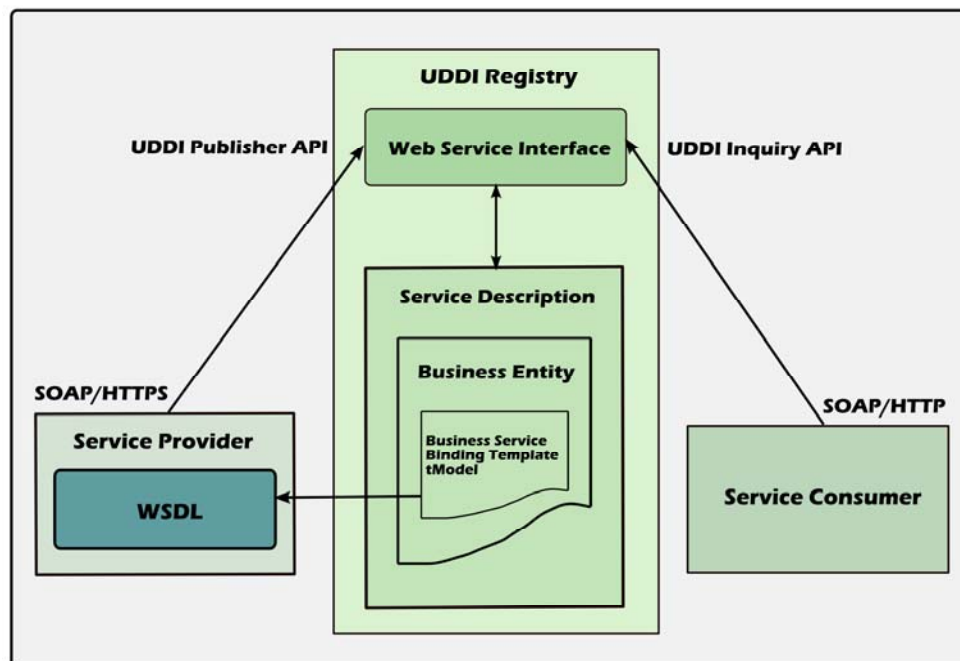 UDDI Registry
UDDI Publisher API
Web Service Interface
UDDI Inquiry API
Service Description
Business Entity
SOAP/HTTPS
SOAP/HTTP
Service Provider
Business Service
Binding Template
tModel
WSDL
Service Consumer